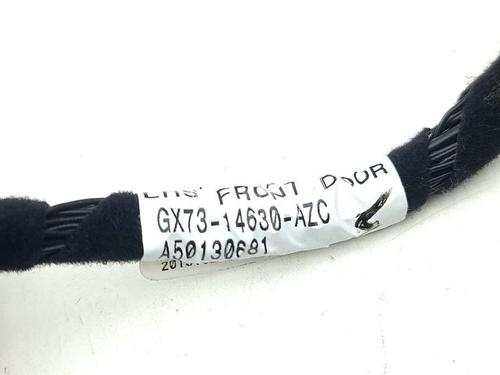 LHS FRONT DOOR
GX73-14630-AZC
A50130681